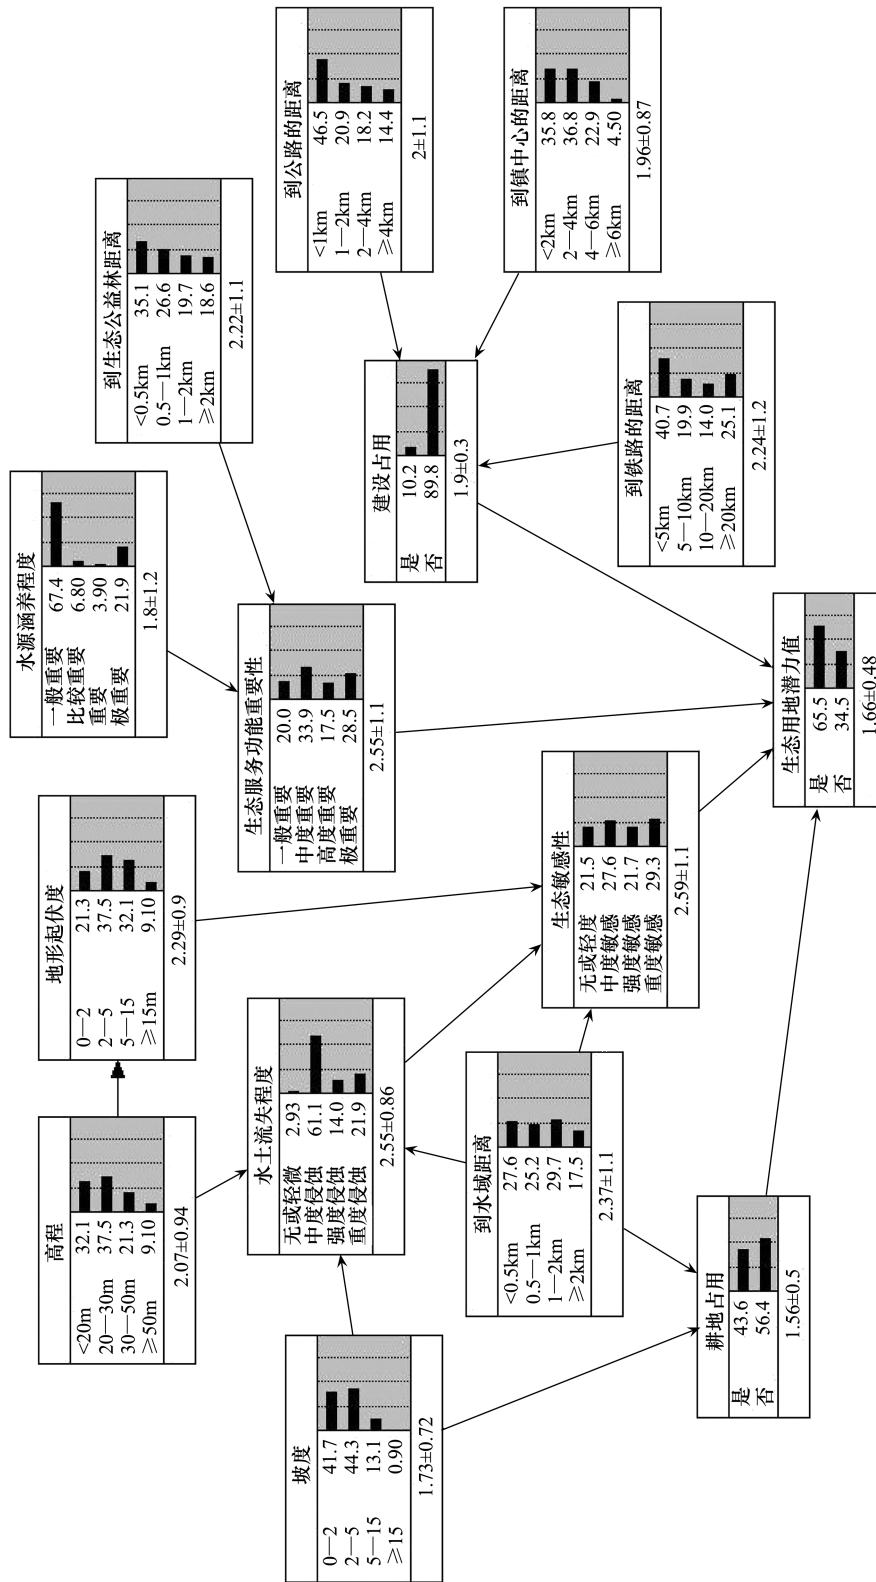 高程
<20m 32.1
20—30m 37.5
30—50m 21.3
≥50m 9.10
2.07±0.94
地形起伏度
0—2 21.3
2—5 37.5
5—15 32.1
≥15m 9.10
2.29±0.9
水源涵养程度
一般重要 67.4
比较重要 6.80
重要 3.90
极重要 21.9
1.8±1.2
到生态公益林距离
<0.5km 35.1
0.5—1km 26.6
1—2km 19.7
≥2km 18.6
2.22±1.1
坡度
0—2 41.7
2—5 44.3
5—15 13.1
≥15 0.90
1.73±0.72
水土流失程度
无或轻微 2.93
中度侵蚀 61.1
强度侵蚀 14.0
重度侵蚀 21.9
2.55±0.86
生态服务功能重要性
一般重要 20.0
中度重要 33.9
高度重要 17.5
极重要 28.5
2.55±1.1
到公路的距离
<1km 46.5
1—2km 20.9
2—4km 18.2
≥4km 14.4
2±1.1
建设占用
是 10.2
否 89.8
1.9±0.3
到镇中心的距离
<2km 35.8
2—4km 36.8
4—6km 22.9
≥6km 4.50
1.96±0.87
到水域距离
<0.5km 27.6
0.5—1km 25.2
1—2km 29.7
≥2km 17.5
2.37±1.1
生态敏感性
无或轻度 21.5
中度敏感 27.6
强度敏感 21.7
重度敏感 29.3
2.59±1.1
到铁路的距离
<5km 40.7
5—10km 19.9
10—20km 14.0
≥20km 25.1
2.24±1.2
耕地占用
是 43.6
否 56.4
1.56±0.5
生态用地潜力值
是 65.5
否 34.5
1.66±0.48